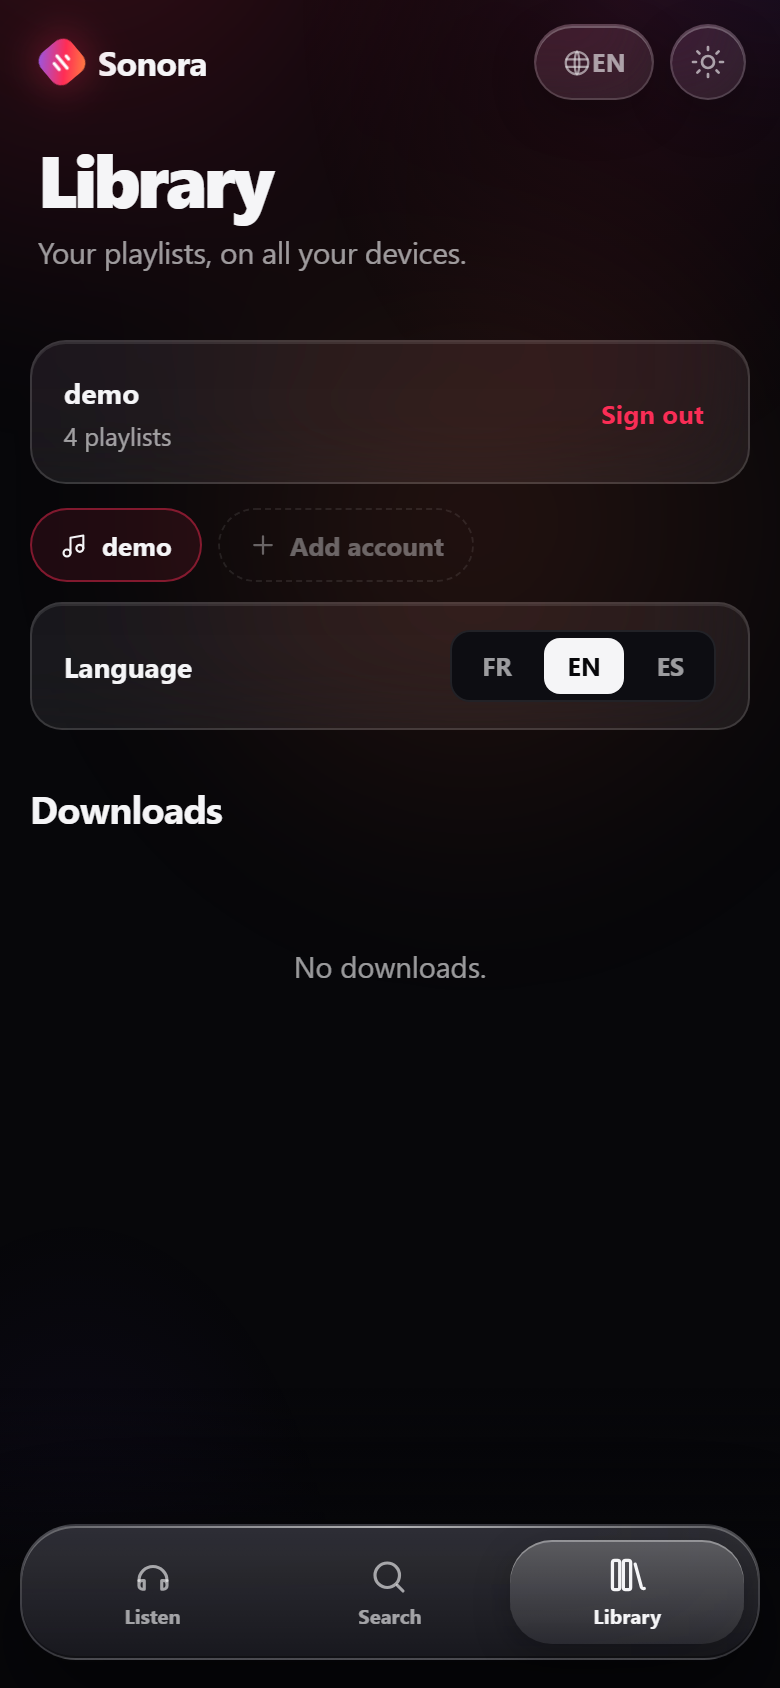 Sonora
EN
Library
Your playlists, on all your devices.
demo
4 playlists
Sign out
demo
Add account
Language
FR
EN
ES
Downloads
No downloads.
Listen
Search
Library